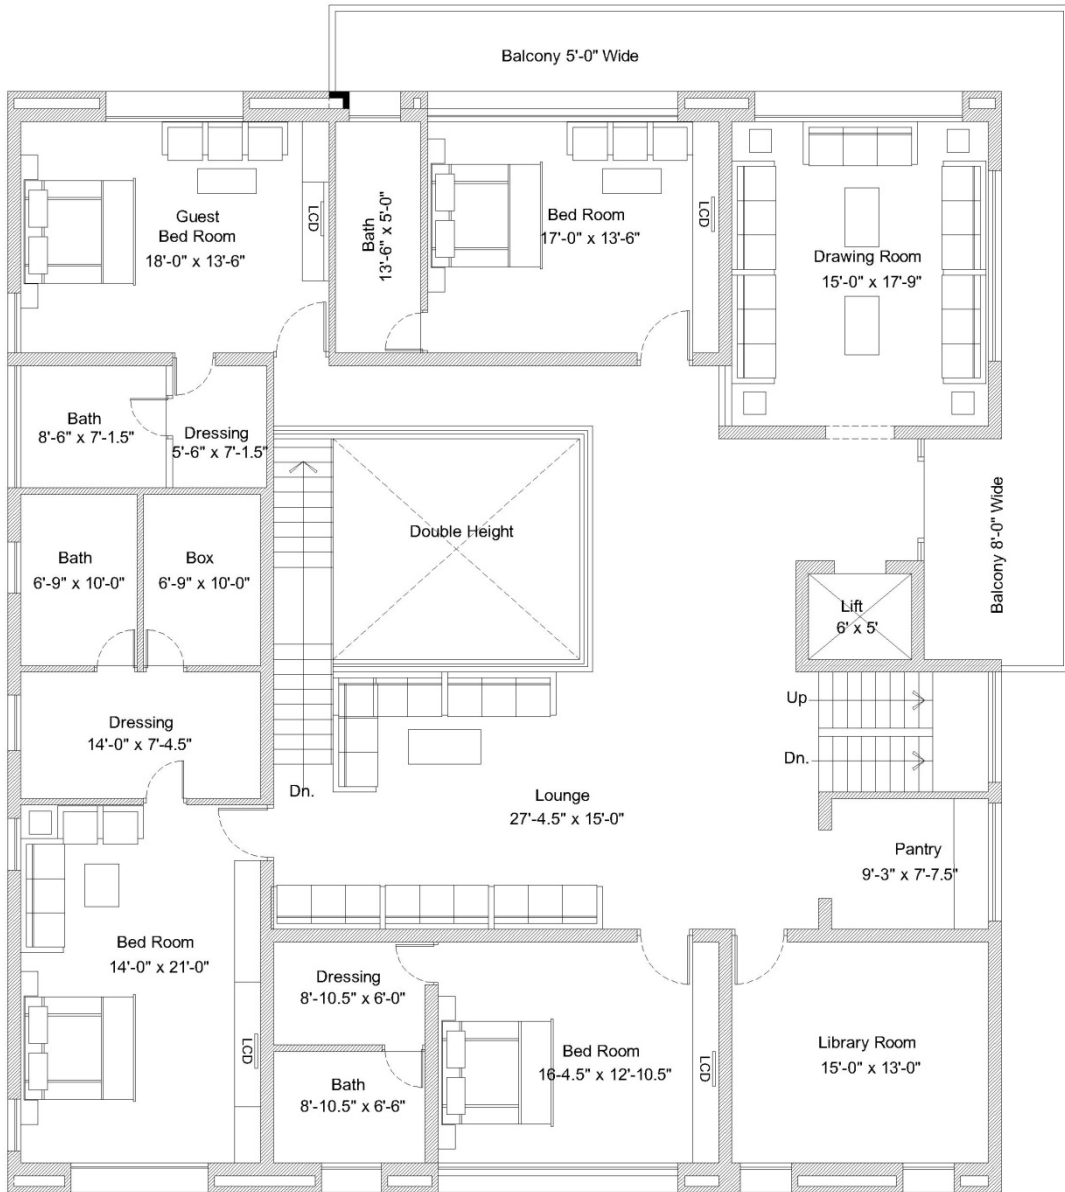 Balcony 5'-0" Wide
Guest
Bed Room
18'-0" x 13'-6"
LCD
Bath
13'-6" x 5'-0"
Bed Room
17'-0" x 13'-6"
LCD
Drawing Room
15'-0" x 17'-9"
Bath
8'-6" x 7'-1.5"
Dressing
5'-6" x 7'-1.5"
Double Height
Balcony 8'-0" Wide
Bath
6'-9" x 10'-0"
Box
6'-9" x 10'-0"
Lift
6' x 5'
Up
Dn.
Dressing
14'-0" x 7'-4.5"
Dn.
Lounge
27'-4.5" x 15'-0"
Pantry
9'-3" x 7'-7.5"
Bed Room
14'-0" x 21'-0"
LCD
Dressing
8'-10.5" x 6'-0"
Bath
8'-10.5" x 6'-6"
Bed Room
16-4.5" x 12'-10.5"
LCD
Library Room
15'-0" x 13'-0"